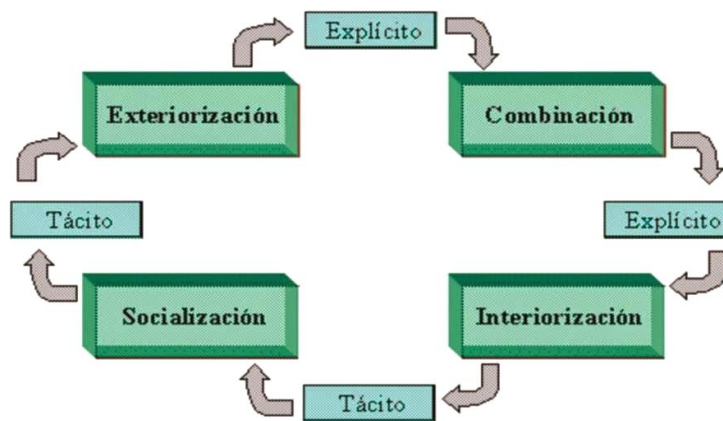 Explícito
Exteriorización
Combinación
Tácito
Explícito
Socialización
Interiorización
Tácito